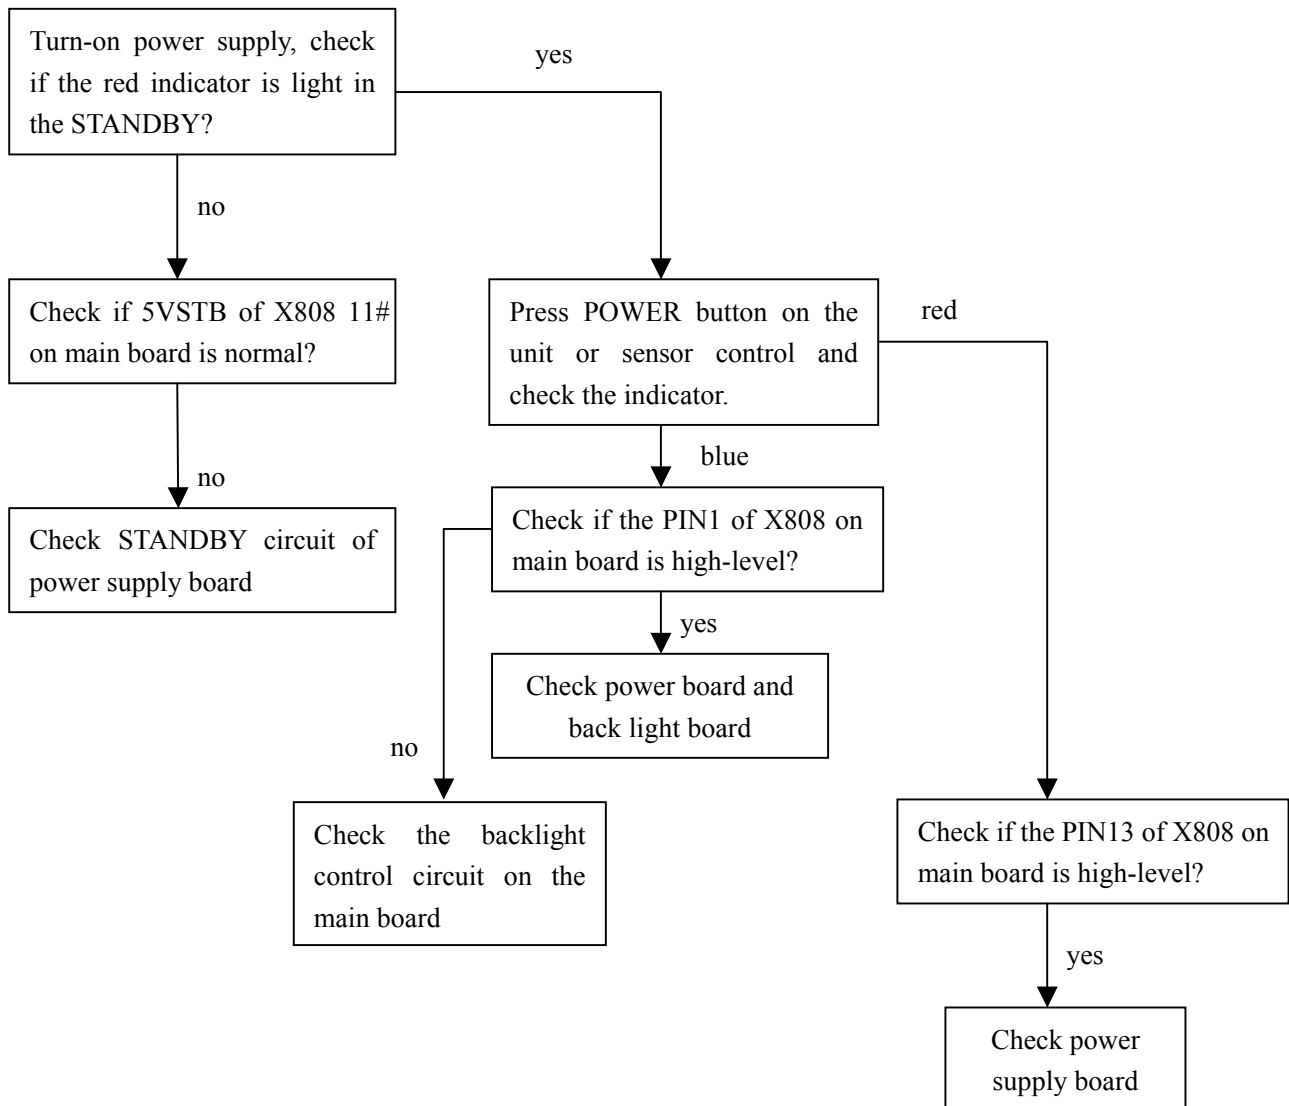 Turn-on power supply, check
if the red indicator is light in
the STANDBY?
yes
no
Check if 5VSTB of X808 11#
on main board is normal?
Press POWER button on the
unit or sensor control and
check the indicator.
red
blue
no
Check STANDBY circuit of
power supply board
Check if the PIN1 of X808 on
main board is high-level?
yes
Check power board and
back light board
no
Check the backlight
control circuit on the
main board
Check if the PIN13 of X808 on
main board is high-level?
yes
Check power
supply board